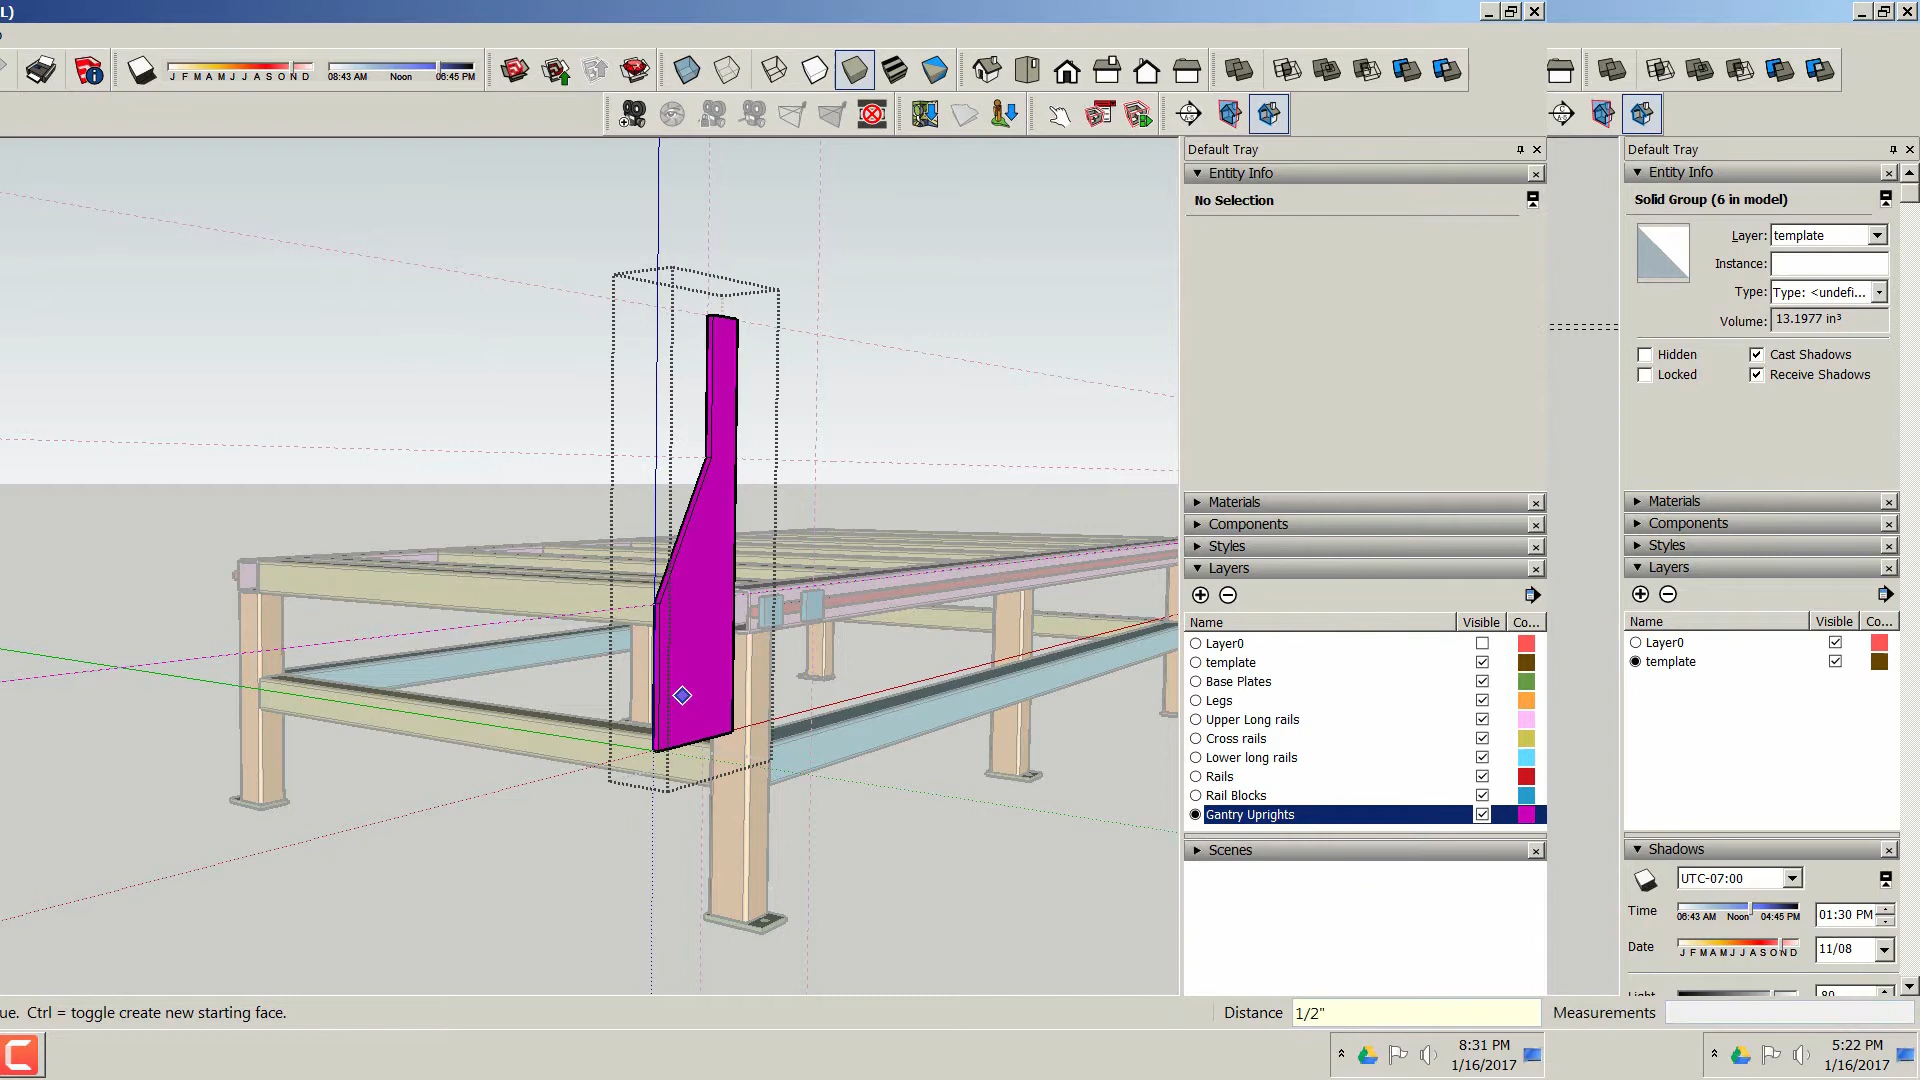 L)
J F M A M J J A S O N D
08:43 AM Noon 06:45 PM
Default Tray
Entity Info
No Selection
Materials
Components
Styles
Layers
Name Visible Co...
Layer0
template
Base Plates
Legs
Upper Long rails
Cross rails
Lower long rails
Rails
Rail Blocks
Gantry Uprights
Scenes
Default Tray
Entity Info
Solid Group (6 in model)
Layer: template
Instance:
Type: Type: <undefi...
Volume: 13.1977 in³
Hidden Cast Shadows
Locked Receive Shadows
Materials
Components
Styles
Layers
Name Visible Co...
Layer0
template
Shadows
UTC-07:00
Time 06:43 AM Noon 04:45 PM 01:30 PM
Date J F M A M J J A S O N D 11/08
Light 80
ue. Ctrl = toggle create new starting face.
Distance 1/2"
Measurements
8:31 PM
1/16/2017
5:22 PM
1/16/2017